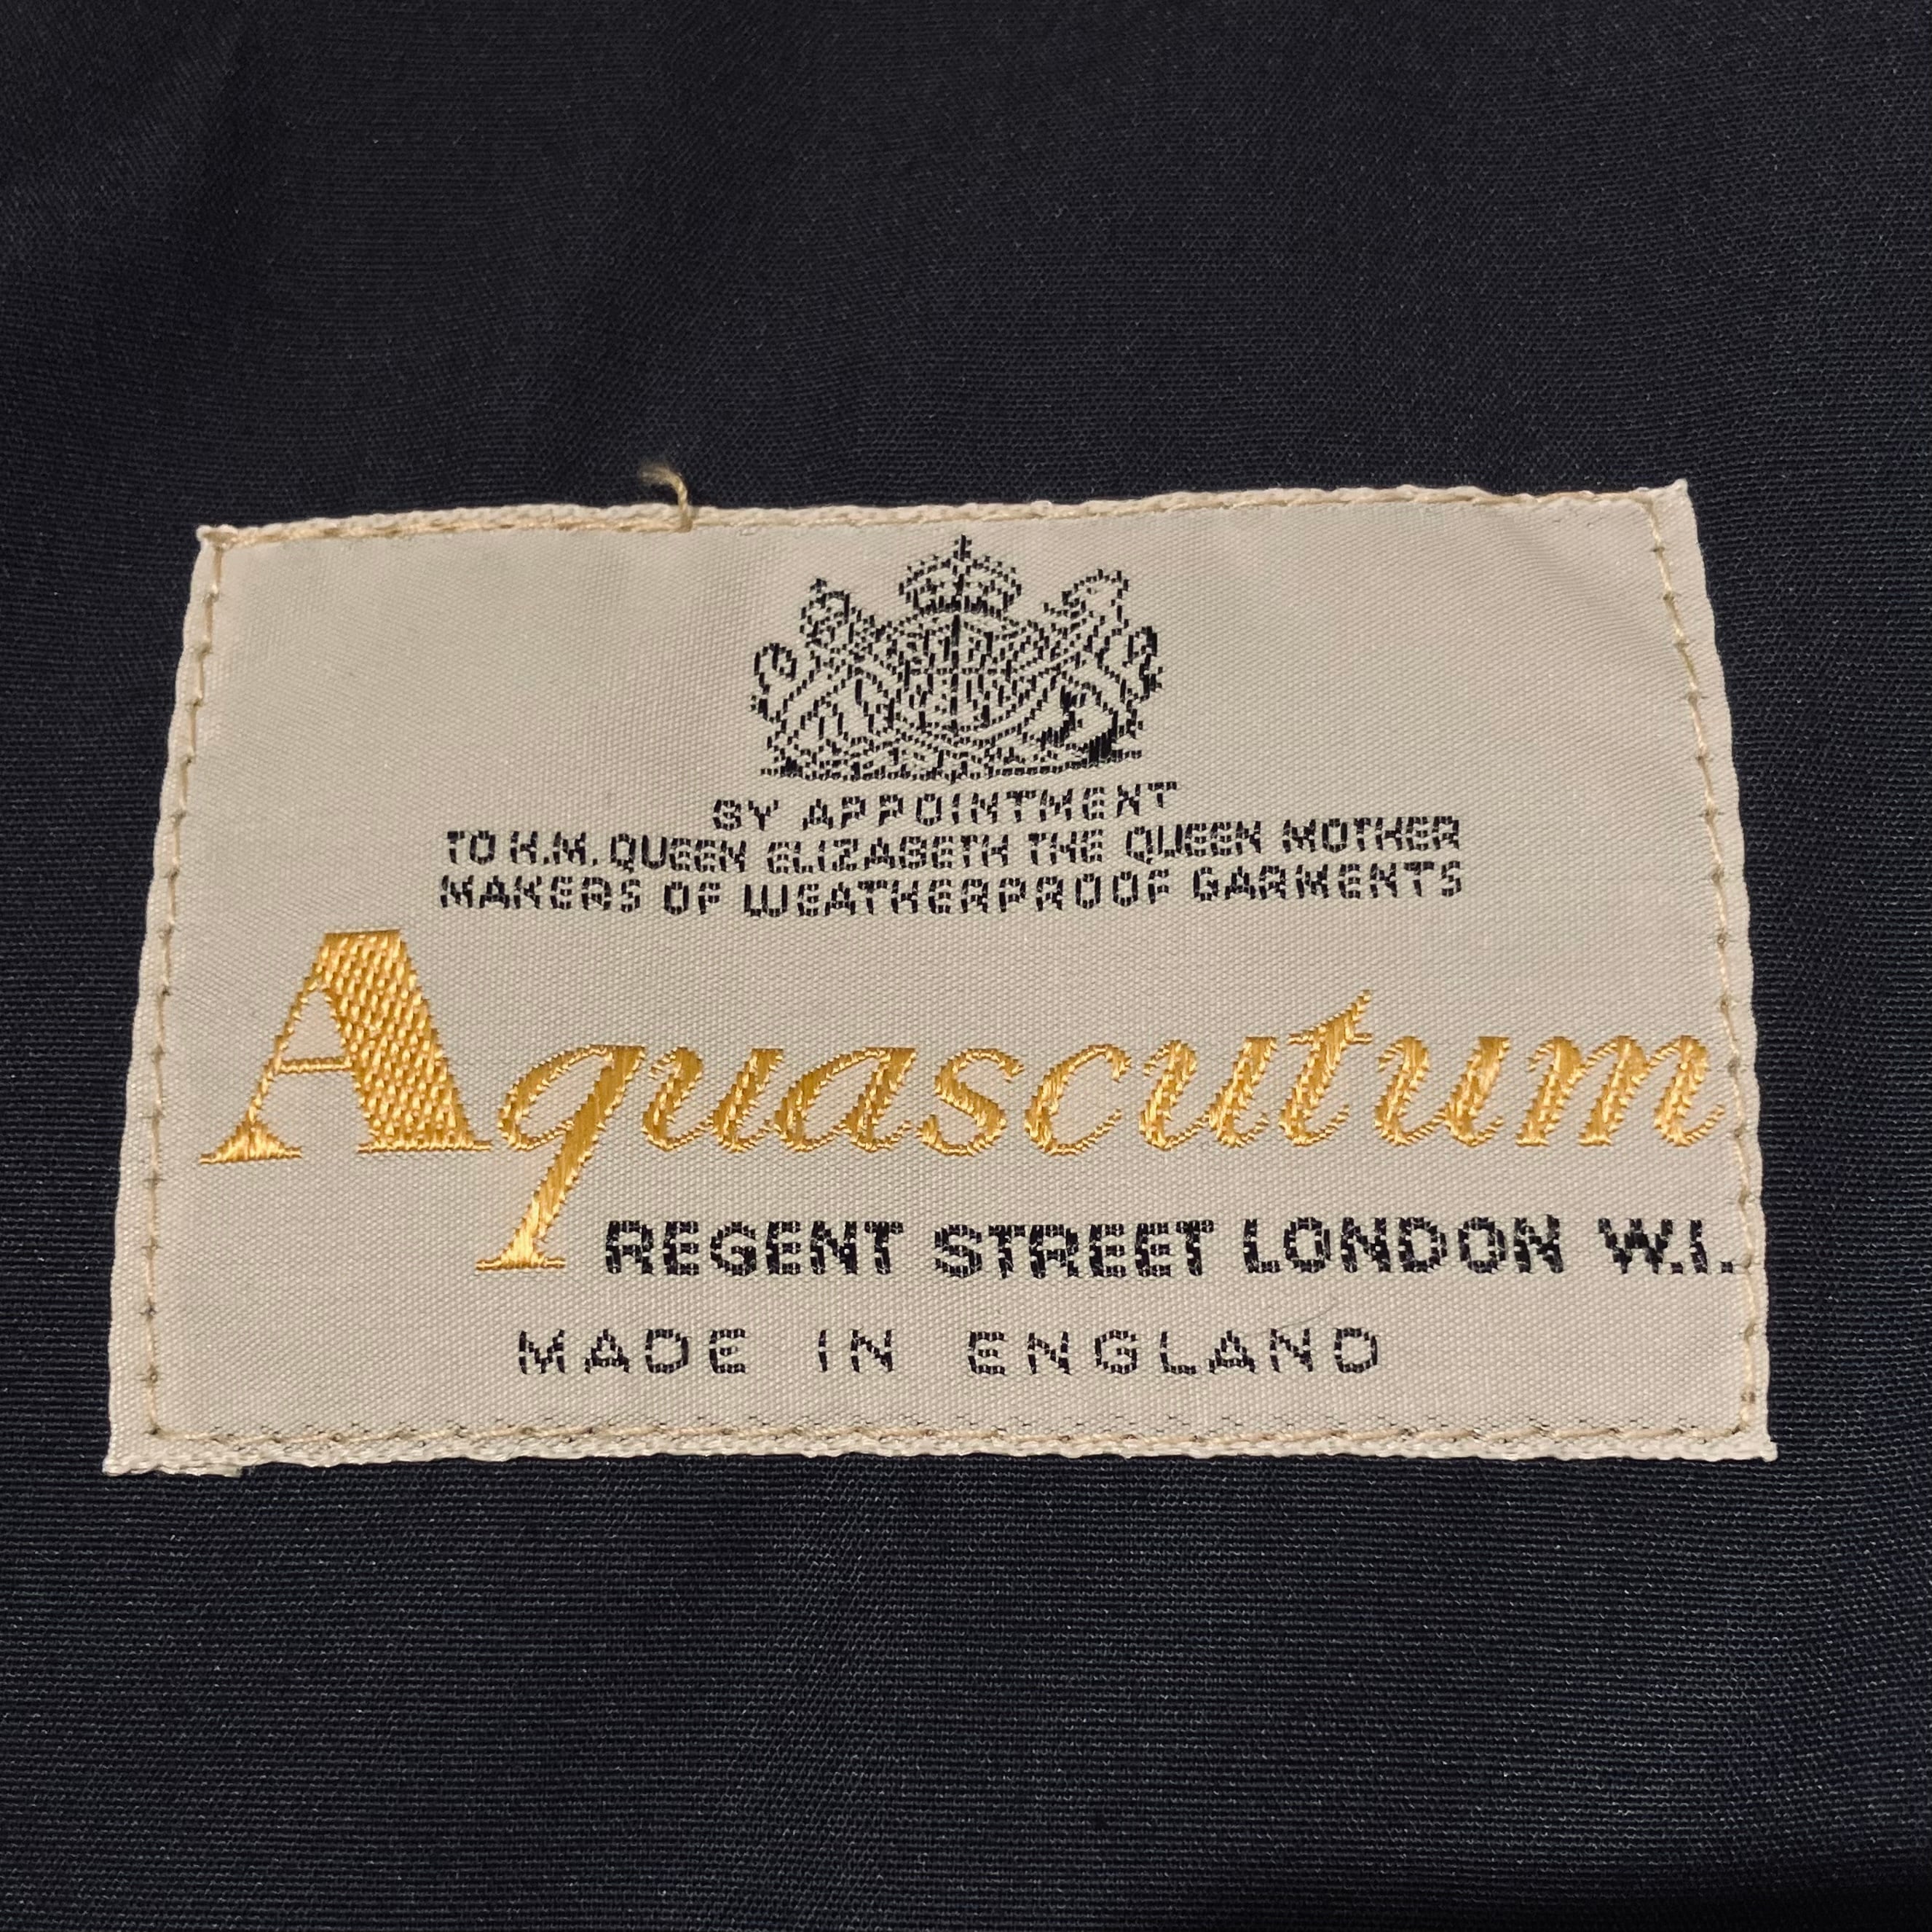 BY APPOINTMENT
TO H.M. QUEEN ELIZABETH THE QUEEN MOTHER
MAKERS OF WEATHERPROOF GARMENTS
Aquascutum
REGENT STREET LONDON W.1.
MADE IN ENGLAND